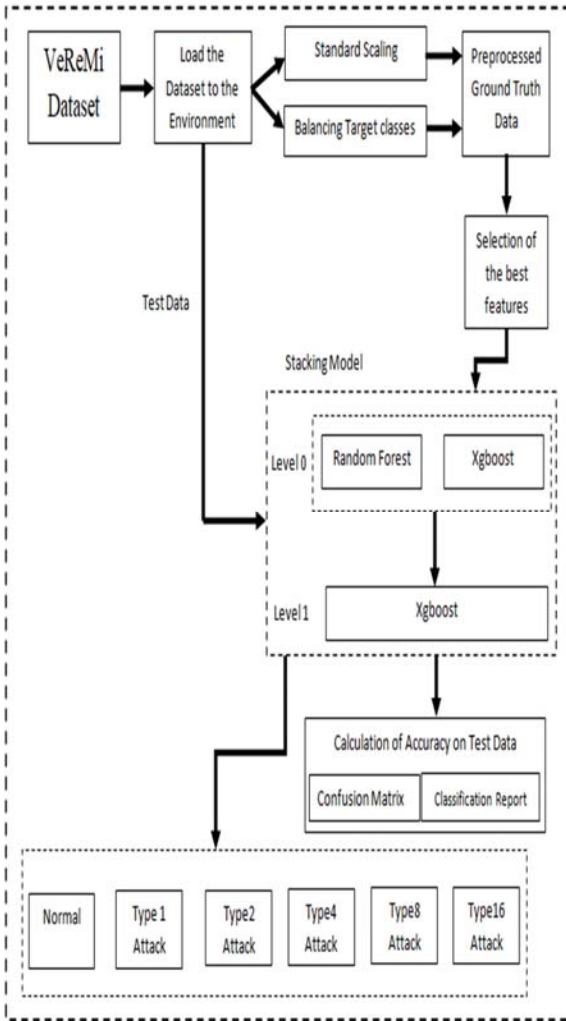 VeReMi
Dataset
Load the
Dataset to the
Environment
Standard Scaling
Balancing Target classes
Preprocessed
Ground Truth
Data
Selection of
the best
features
Test Data
Stacking Model
Level 0
Random Forest
Xgboost
Level 1
Xgboost
Calculation of Accuracy on Test Data
Confusion Matrix
Classification Report
Normal
Type 1
Attack
Type2
Attack
Type4
Attack
Type8
Attack
Type16
Attack